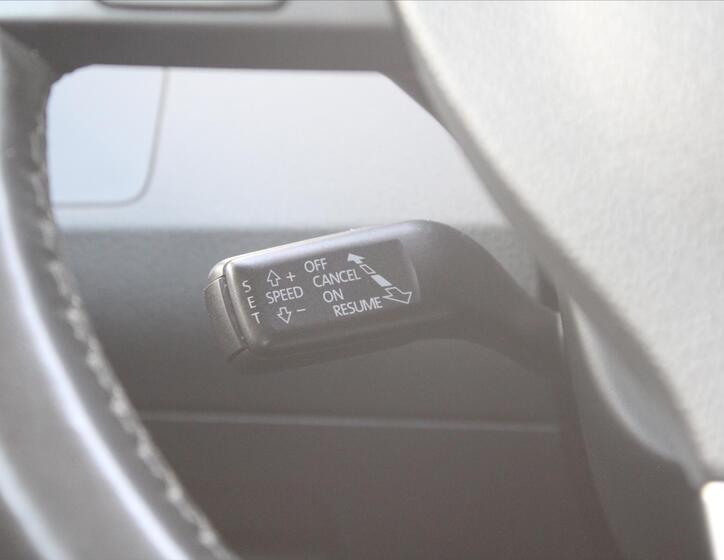 SET
+
SPEED
-
OFF
CANCEL
ON
RESUME